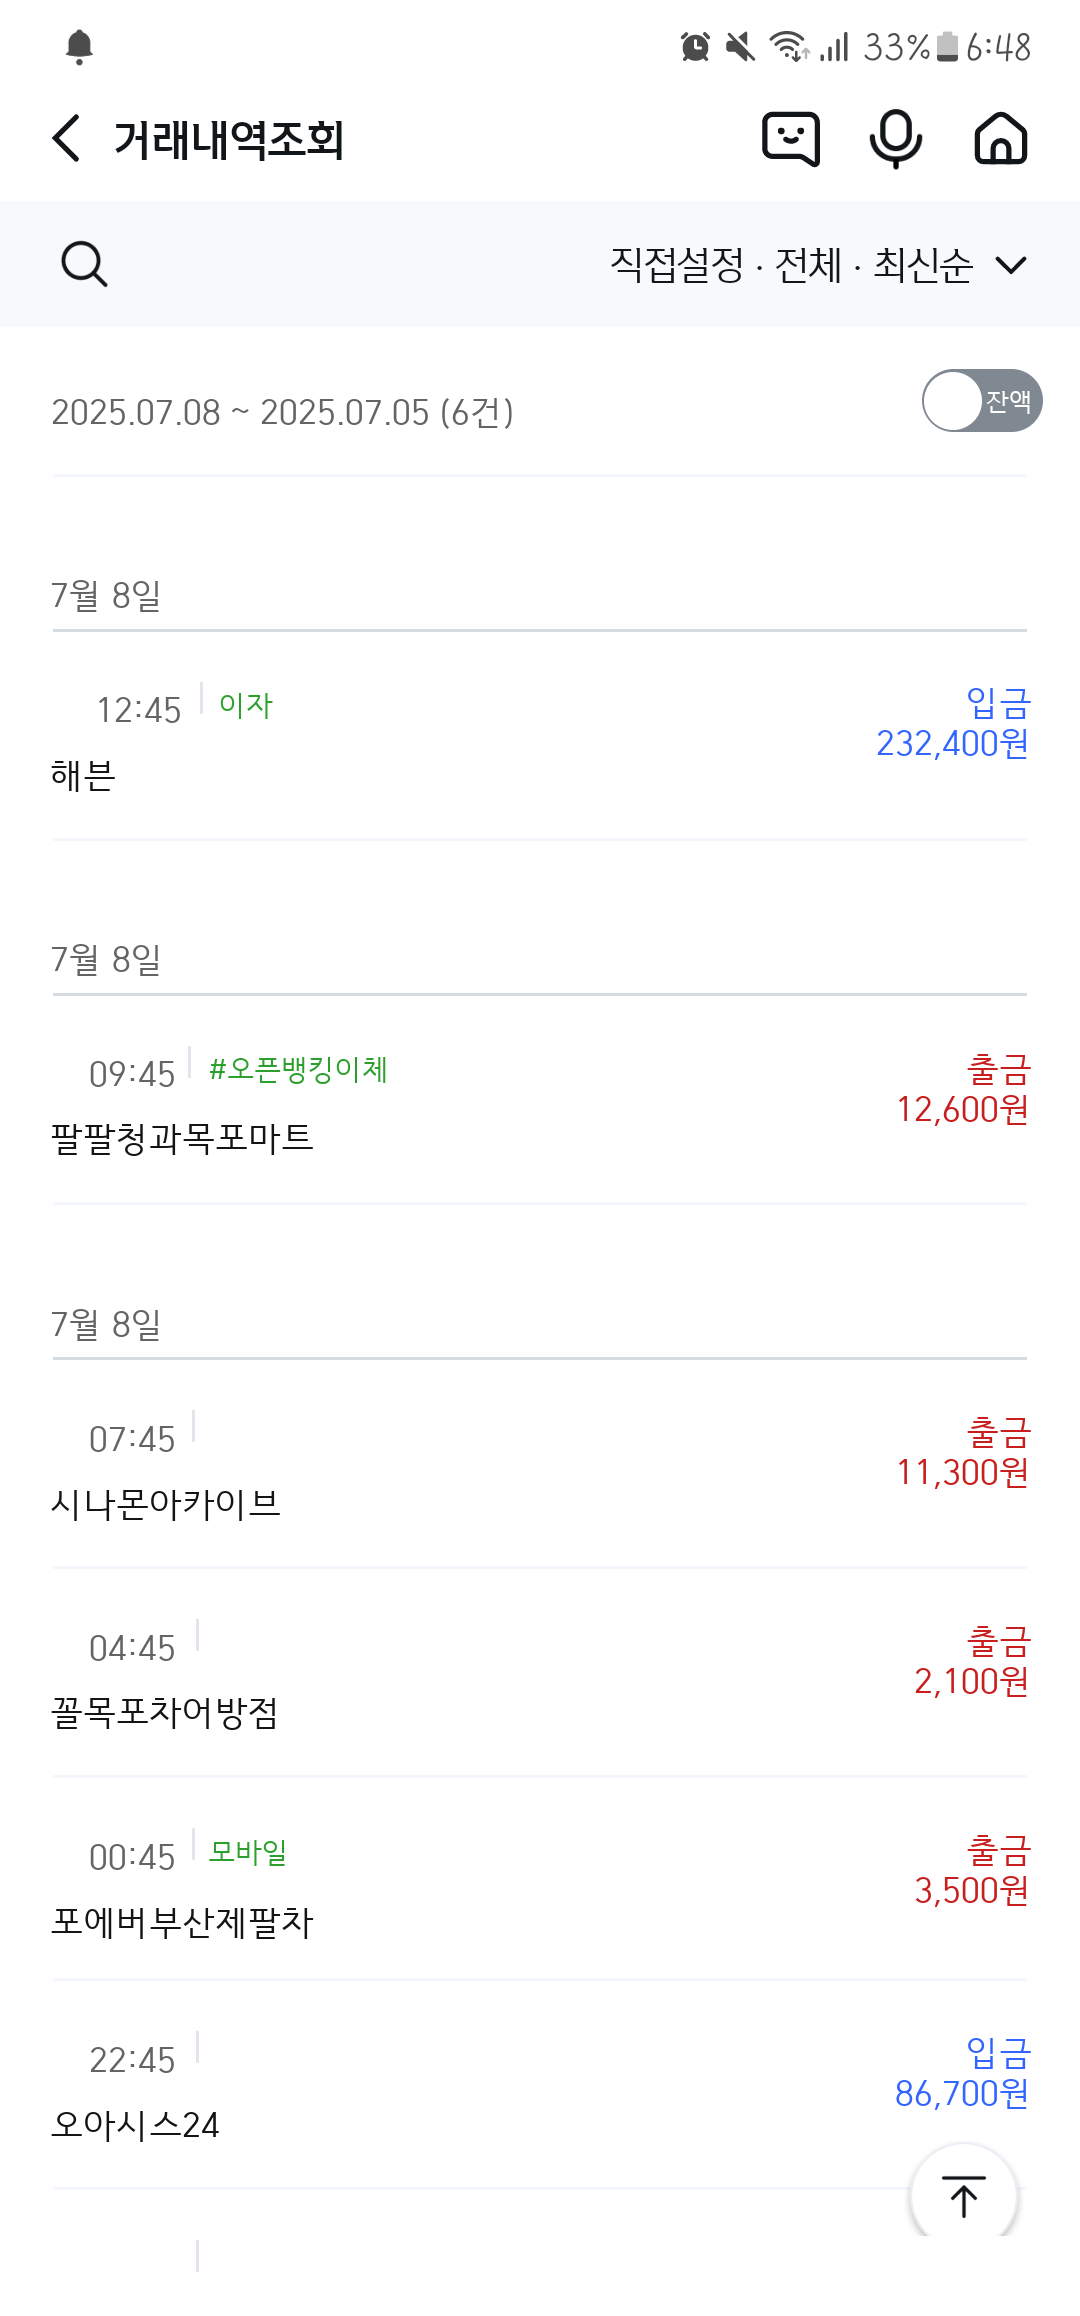 33% 6:48
거래내역조회
직접설정 · 전체 · 최신순
2025.07.08 ~ 2025.07.05 (6건)
잔액
7월 8일
12:45 이자
입금
232,400원
해븐
7월 8일
09:45 #오픈뱅킹이체
출금
12,600원
팔팔청과목포마트
7월 8일
07:45
출금
11,300원
시나몬아카이브
04:45
출금
2,100원
꼴목포차어방점
00:45 모바일
출금
3,500원
포에버부산제팔차
22:45
입금
86,700원
오아시스24